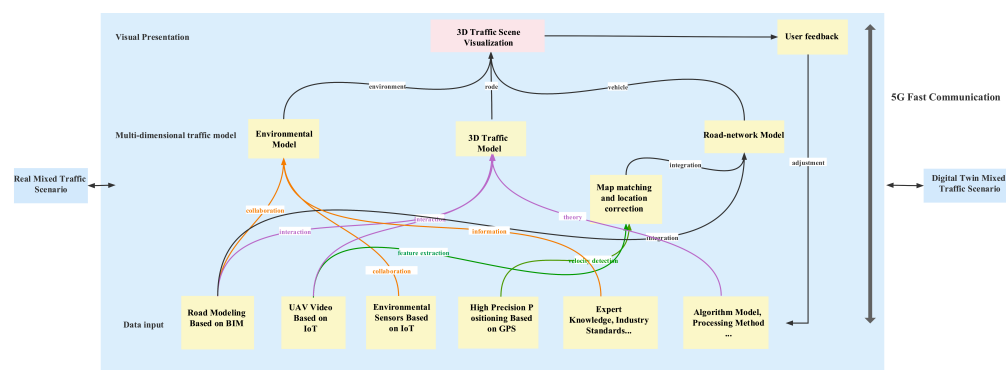 Visual Presentation
3D Traffic Scene
Visualization
User feedback
5G Fast Communication
environment
rode
vehicle
Multi-dimensional traffic model
Environmental
Model
3D Traffic
Model
Road-network Model
integration
adjustment
Real Mixed Traffic
Scenario
Map matching
and location
correction
Digital Twin Mixed
Traffic Scenario
collaboration
interaction
theory
interaction
information
integration
feature extraction
velocity detection
collaboration
Data input
Road Modeling
Based on BIM
UAV Video
Based on
IoT
Environmental
Sensors Based
on IoT
High Precision P
ositioning Based
on GPS
Expert
Knowledge, Industry
Standards...
Algorithm Model,
Processing Method
...